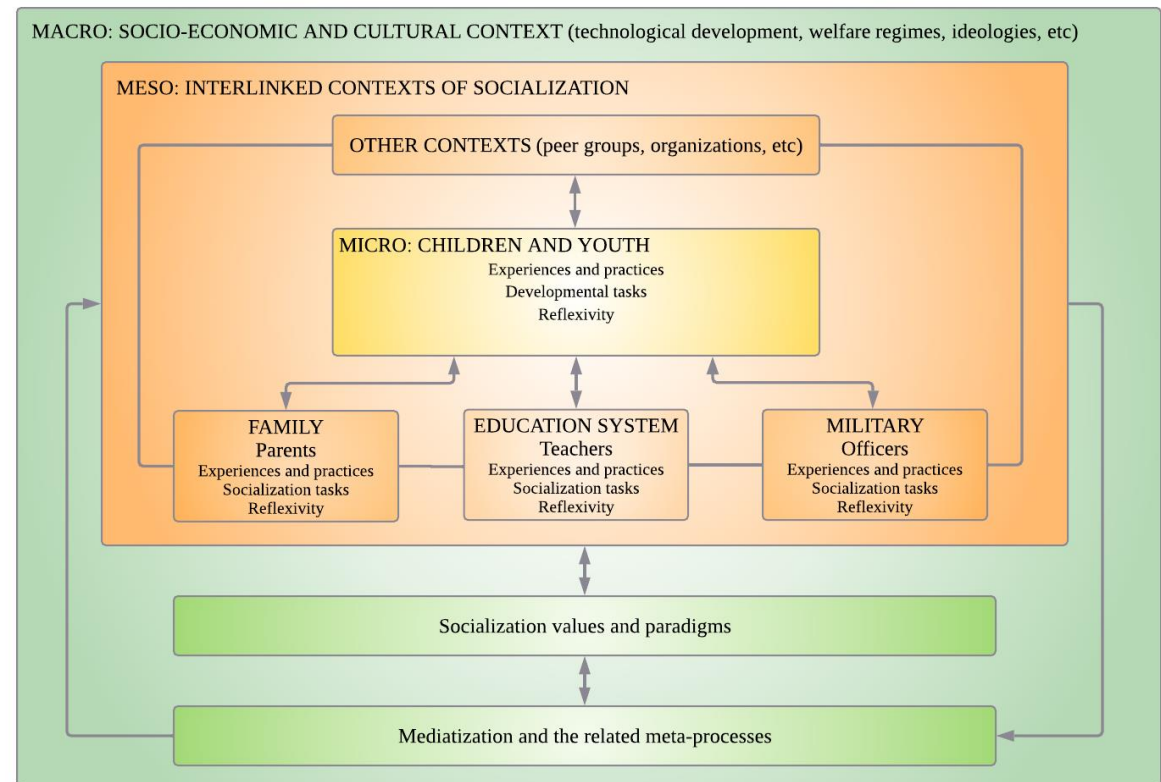 MACRO: SOCIO-ECONOMIC AND CULTURAL CONTEXT (technological development, welfare regimes, ideologies, etc)
MESO: INTERLINKED CONTEXTS OF SOCIALIZATION
OTHER CONTEXTS (peer groups, organizations, etc)
MICRO: CHILDREN AND YOUTH
Experiences and practices
Developmental tasks
Reflexivity
FAMILY
Parents
Experiences and practices
Socialization tasks
Reflexivity
EDUCATION SYSTEM
Teachers
Experiences and practices
Socialization tasks
Reflexivity
MILITARY
Officers
Experiences and practices
Socialization tasks
Reflexivity
Socialization values and paradigms
Mediatization and the related meta-processes